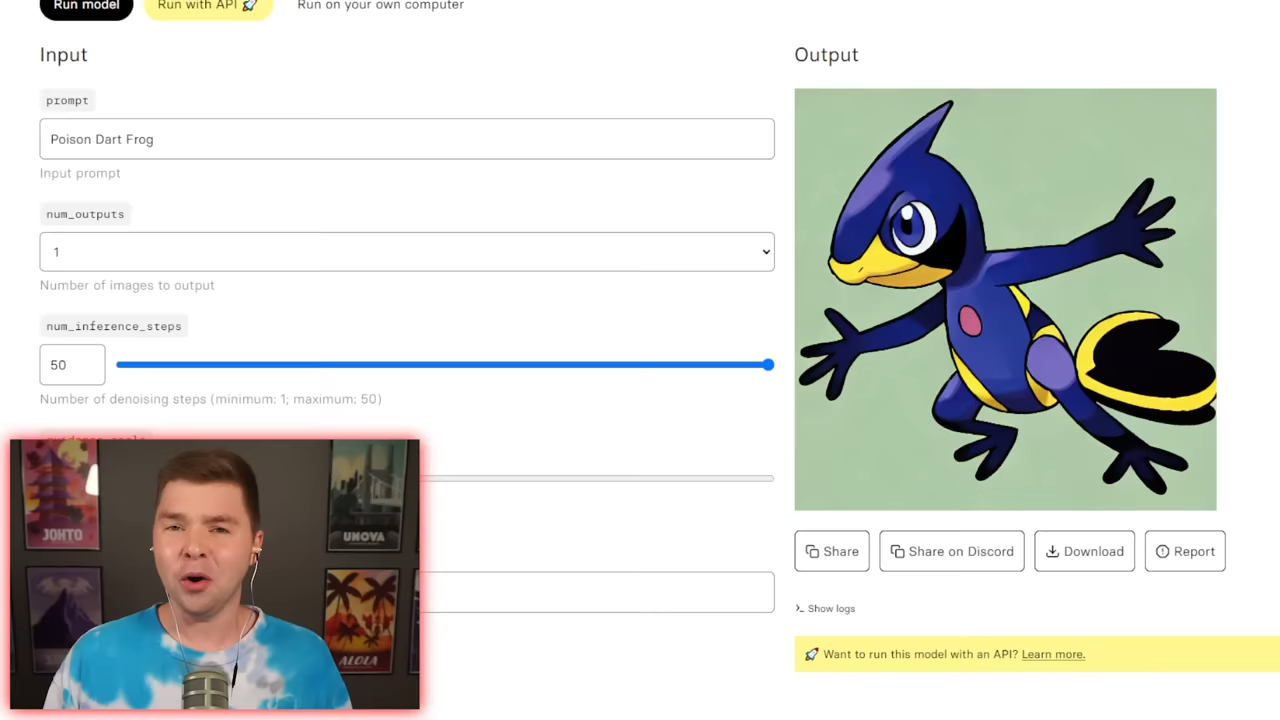 Run model
Run with API 🚀
Run on your own computer
Input
prompt
Poison Dart Frog
Input prompt
num_outputs
1
Number of images to output
num_inference_steps
50
Number of denoising steps (minimum: 1; maximum: 50)
JOHTO
UNOVA
ALOLA
Output
Share
Share on Discord
Download
Report
Show logs
🚀 Want to run this model with an API? Learn more.